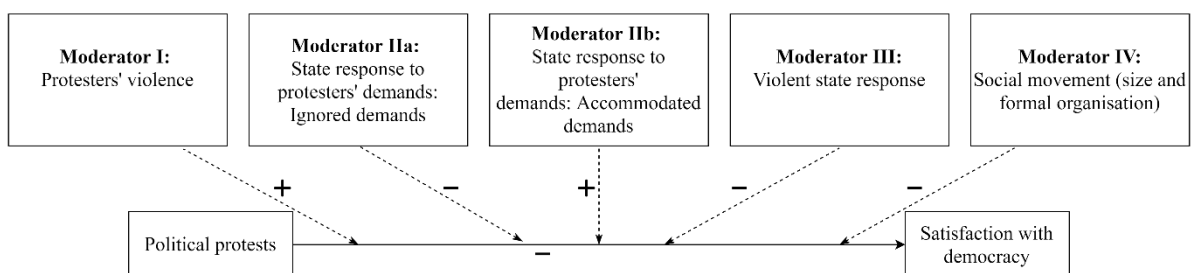 Moderator I:
Protesters' violence
Moderator IIa:
State response to
protesters' demands:
Ignored demands
Moderator IIb:
State response to
protesters'
demands: Accommodated
demands
Moderator III:
Violent state response
Moderator IV:
Social movement (size and
formal organisation)
+
–
+
–
–
Political protests
–
Satisfaction with
democracy